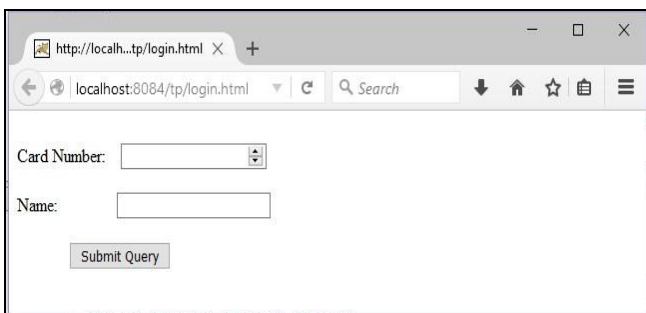 http://localh...tp/login.html
localhost:8084/tp/login.html
Search
Card Number:
Name:
Submit Query